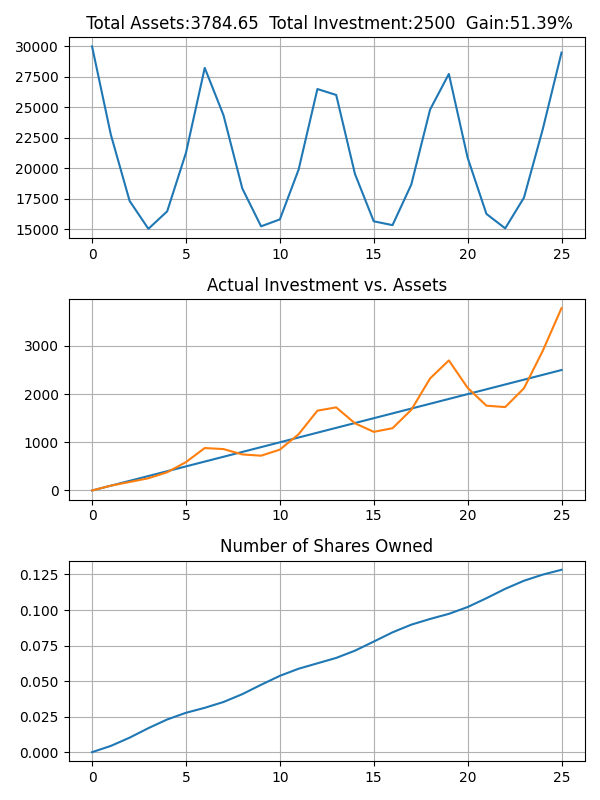 Total Assets:3784.65 Total Investment:2500 Gain:51.39%
30000
27500
25000
22500
20000
17500
15000
0 5 10 15 20 25
Actual Investment vs. Assets
3000
2000
1000
0
0 5 10 15 20 25
Number of Shares Owned
0.125
0.100
0.075
0.050
0.025
0.000
0 5 10 15 20 25